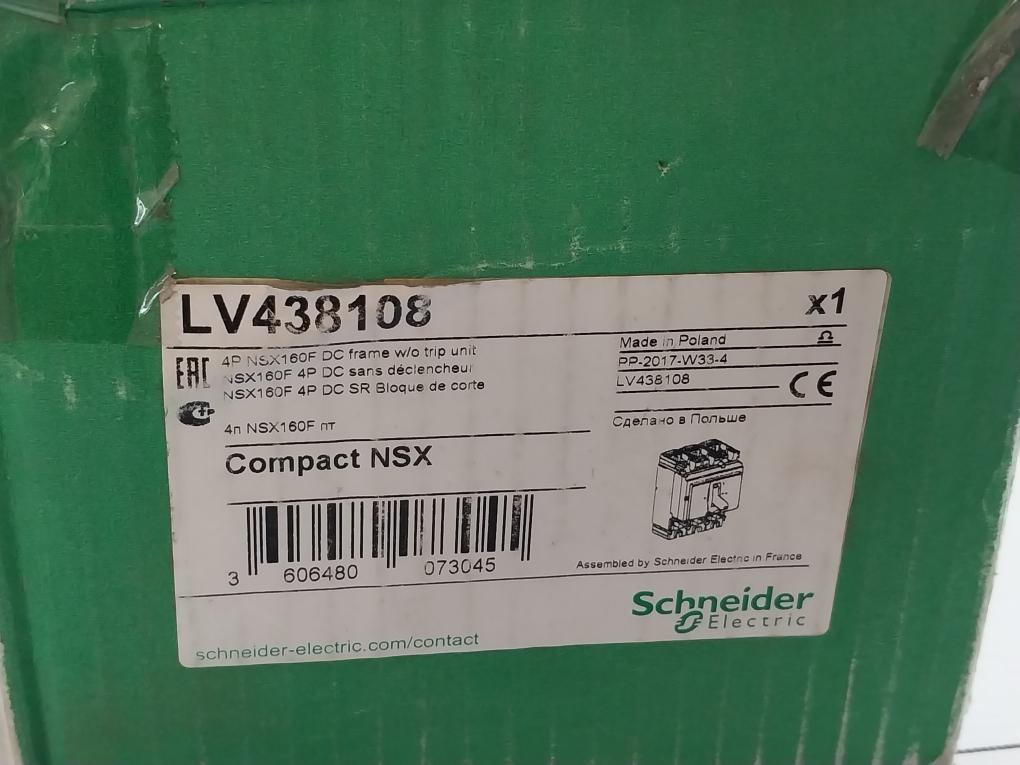 LV438108
x1
EAC
4P NSX160F DC frame w/o trip unit
NSX160F 4P DC sans déclencheur
NSX160F 4P DC SR Bloque de corte
4п NSX160F пт
Compact NSX
Made in Poland
PP-2017-W33-4
LV438108
CE
Сделано в Польше
3 606480 073045
Assembled by Schneider Electric in France
Schneider
Electric
schneider-electric.com/contact